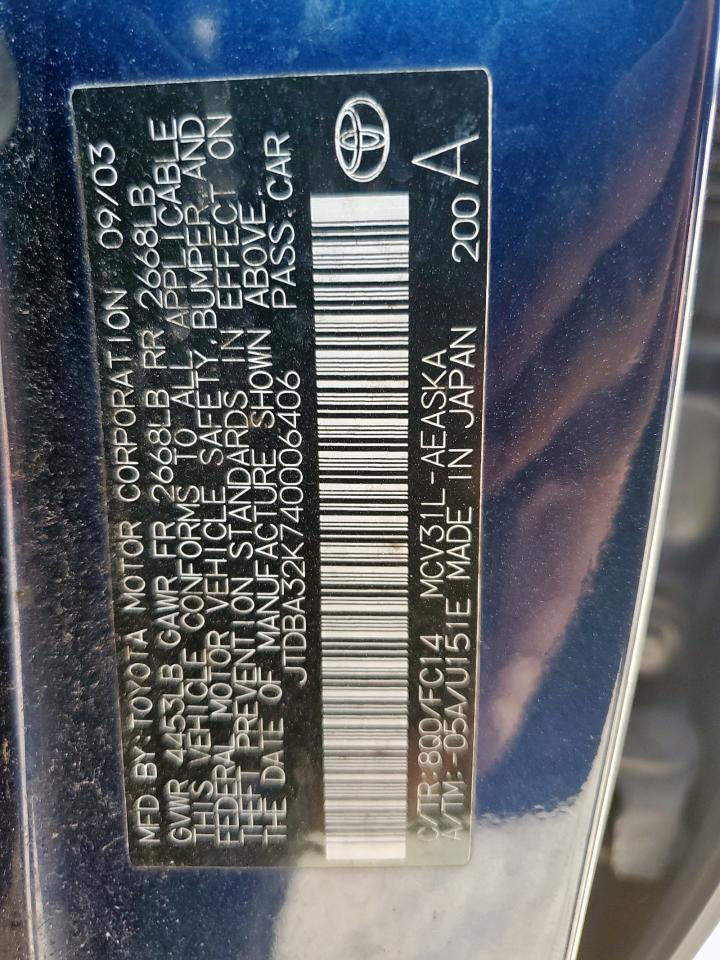 MFD BY: TOYOTA MOTOR CORPORATION 09/03
GVWR 4453LB GAWR FR 2668LB RR 2668LB
THIS VEHICLE CONFORMS TO ALL APPLICABLE
FEDERAL MOTOR VEHICLE SAFETY, BUMPER, AND
THEFT PREVENTION STANDARDS IN EFFECT ON
THE DATE OF MANUFACTURE SHOWN ABOVE.
JTDBA32K740006406 PASS. CAR
C/TR: 8Q0/FC14 MCV31L-AEASKA
A/TM: -05A/U151E MADE IN JAPAN 200 A